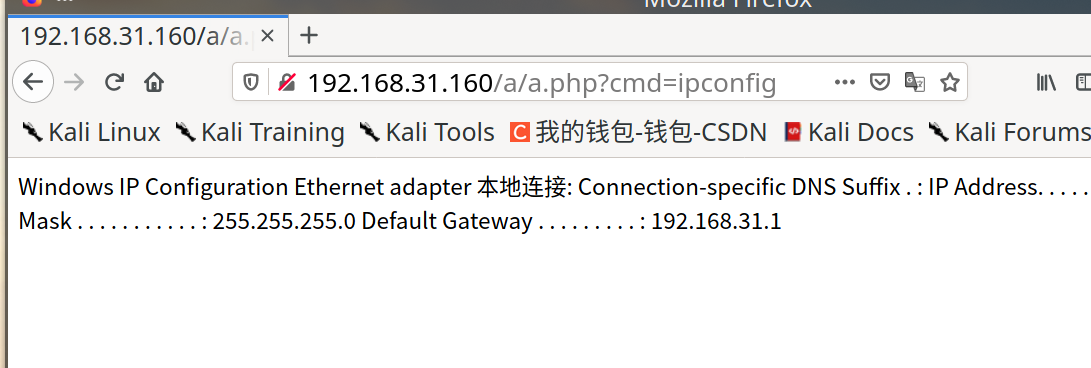 Mozilla Firefox
192.168.31.160/a/a.
192.168.31.160/a/a.php?cmd=ipconfig
Kali Linux Kali Training Kali Tools 我的钱包-钱包-CSDN Kali Docs Kali Forums
Windows IP Configuration Ethernet adapter 本地连接: Connection-specific DNS Suffix . : IP Address. . . . .
Mask . . . . . . . . . . . : 255.255.255.0 Default Gateway . . . . . . . . . : 192.168.31.1